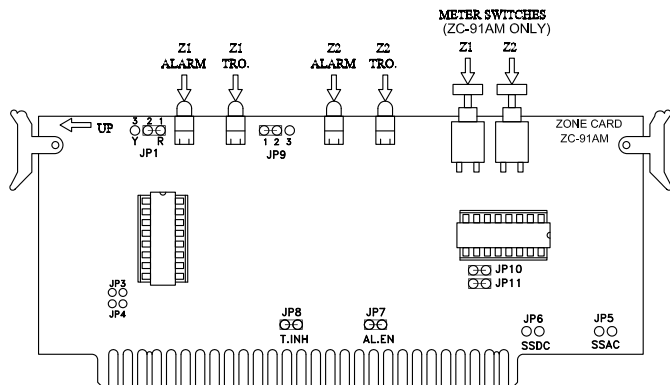 METER SWITCHES
(ZC-91AM ONLY)
Z1 Z1 Z2 Z2 Z1 Z2
ALARM TRO. ALARM TRO.
UP
3 2 1
Y R
JP1
1 2 3
JP9
ZONE CARD
ZC-91AM
JP10
JP11
JP3
JP4
JP8
T.INH
JP7
AL.EN
JP6
SSDC
JP5
SSAC